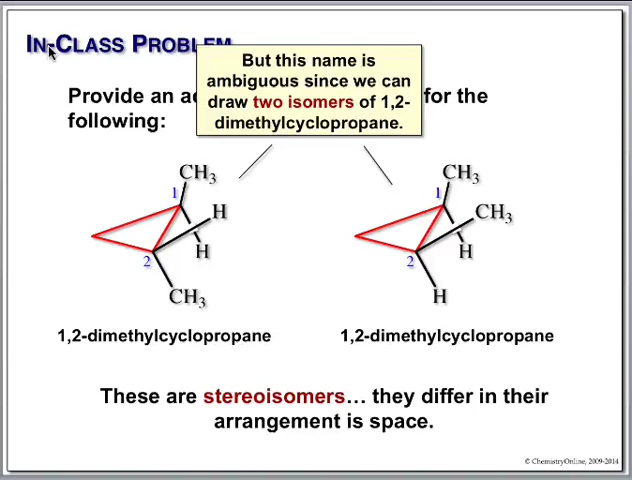 IN-CLASS PROBLEM
But this name is
ambiguous since we can
draw two isomers of 1,2-
dimethylcyclopropane.
Provide an for the
following:
CH3
1
H
H
2
CH3
CH3
1
CH3
H
2
H
1,2-dimethylcyclopropane
1,2-dimethylcyclopropane
These are stereoisomers… they differ in their
arrangement is space.
© ChemistryOnline, 2009-2014